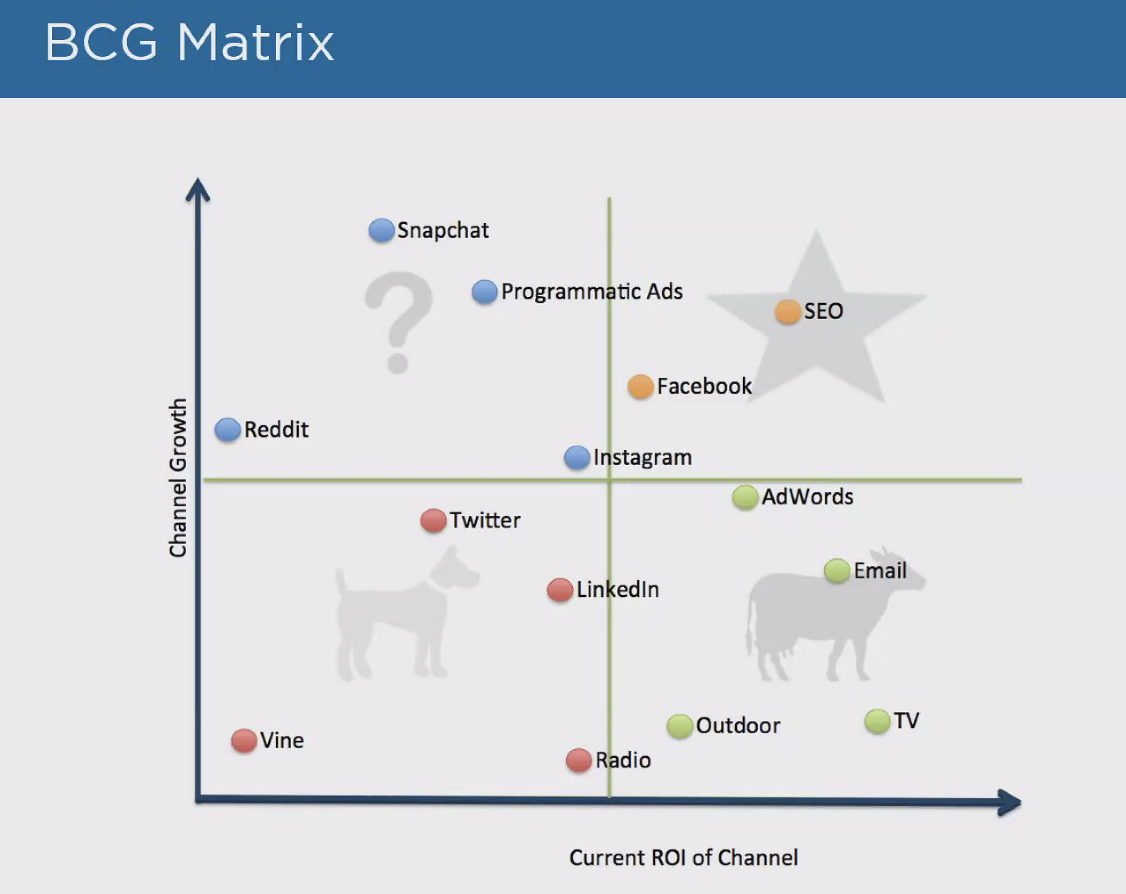 BCG Matrix
Snapchat
Programmatic Ads
SEO
Facebook
Reddit
Instagram
Channel Growth
AdWords
Twitter
Email
LinkedIn
Outdoor
TV
Vine
Radio
Current ROI of Channel